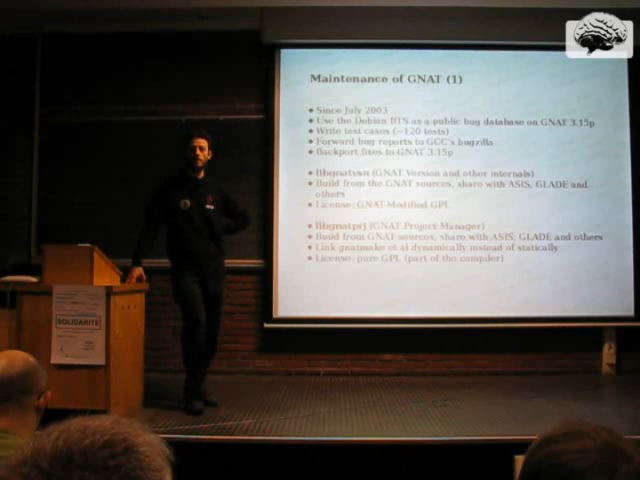 Maintenance of GNAT (1)
Since July 2003
Use the Debian BTS as a public bug database on GNAT 3.15p
Write test cases (~120 tests)
Forward bug reports to GCC's bugzilla
Backport fixes to GNAT 3.15p
libgnatvsn (GNAT Version and other internals)
Build from the GNAT sources, share with ASIS, GLADE and
others
License: GNAT-Modified GPL
libgnatprj (GNAT Project Manager)
Build from GNAT sources, share with ASIS, GLADE and others
Link gnatmake et al dynamically instead of statically
License: pure GPL (part of the compiler)
SOLIDARITE